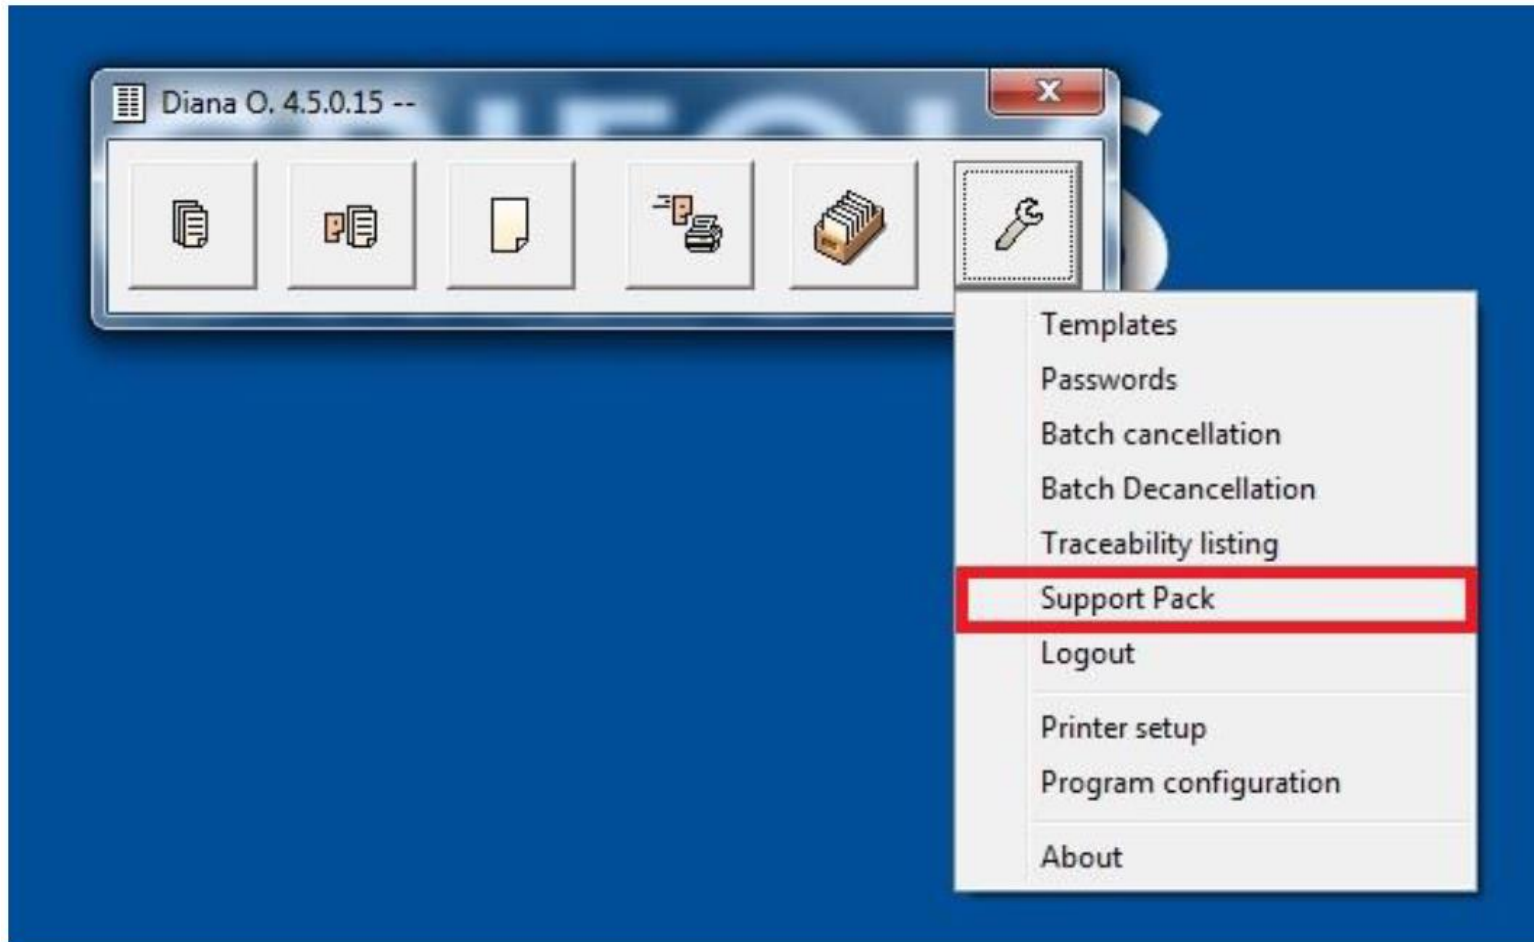 Diana O. 4.5.0.15 --
Templates
Passwords
Batch cancellation
Batch Decancellation
Traceability listing
Support Pack
Logout
Printer setup
Program configuration
About